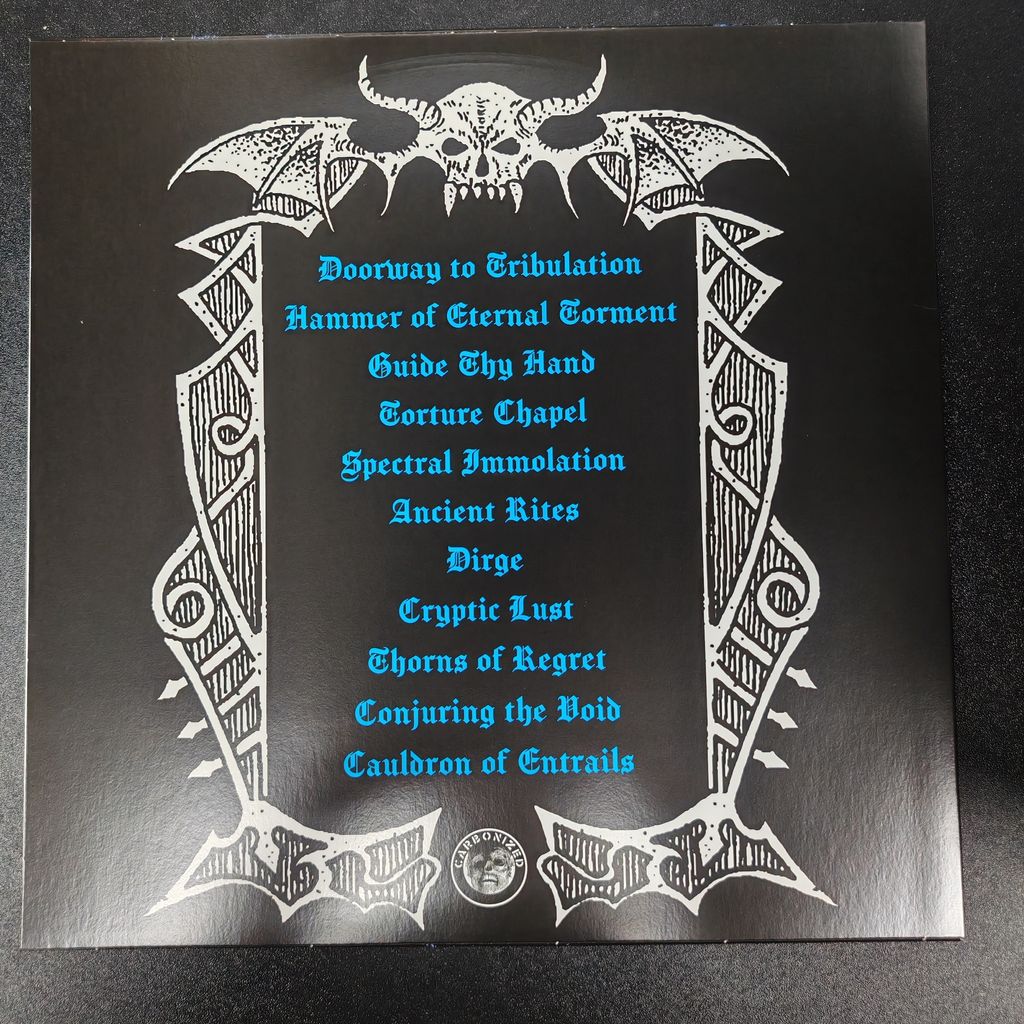 Doorway to Tribulation
Hammer of Eternal Torment
Guide Thy Hand
Torture Chapel
Spectral Immolation
Ancient Rites
Dirge
Cryptic Lust
Thorns of Regret
Conjuring the Void
Cauldron of Entrails
CARBONIZED